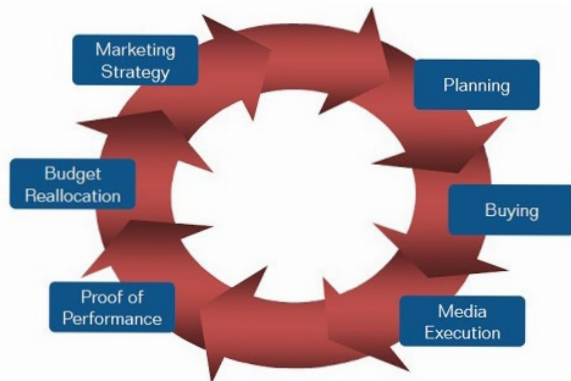 Marketing
Strategy
Planning
Buying
Media
Execution
Proof of
Performance
Budget
Reallocation